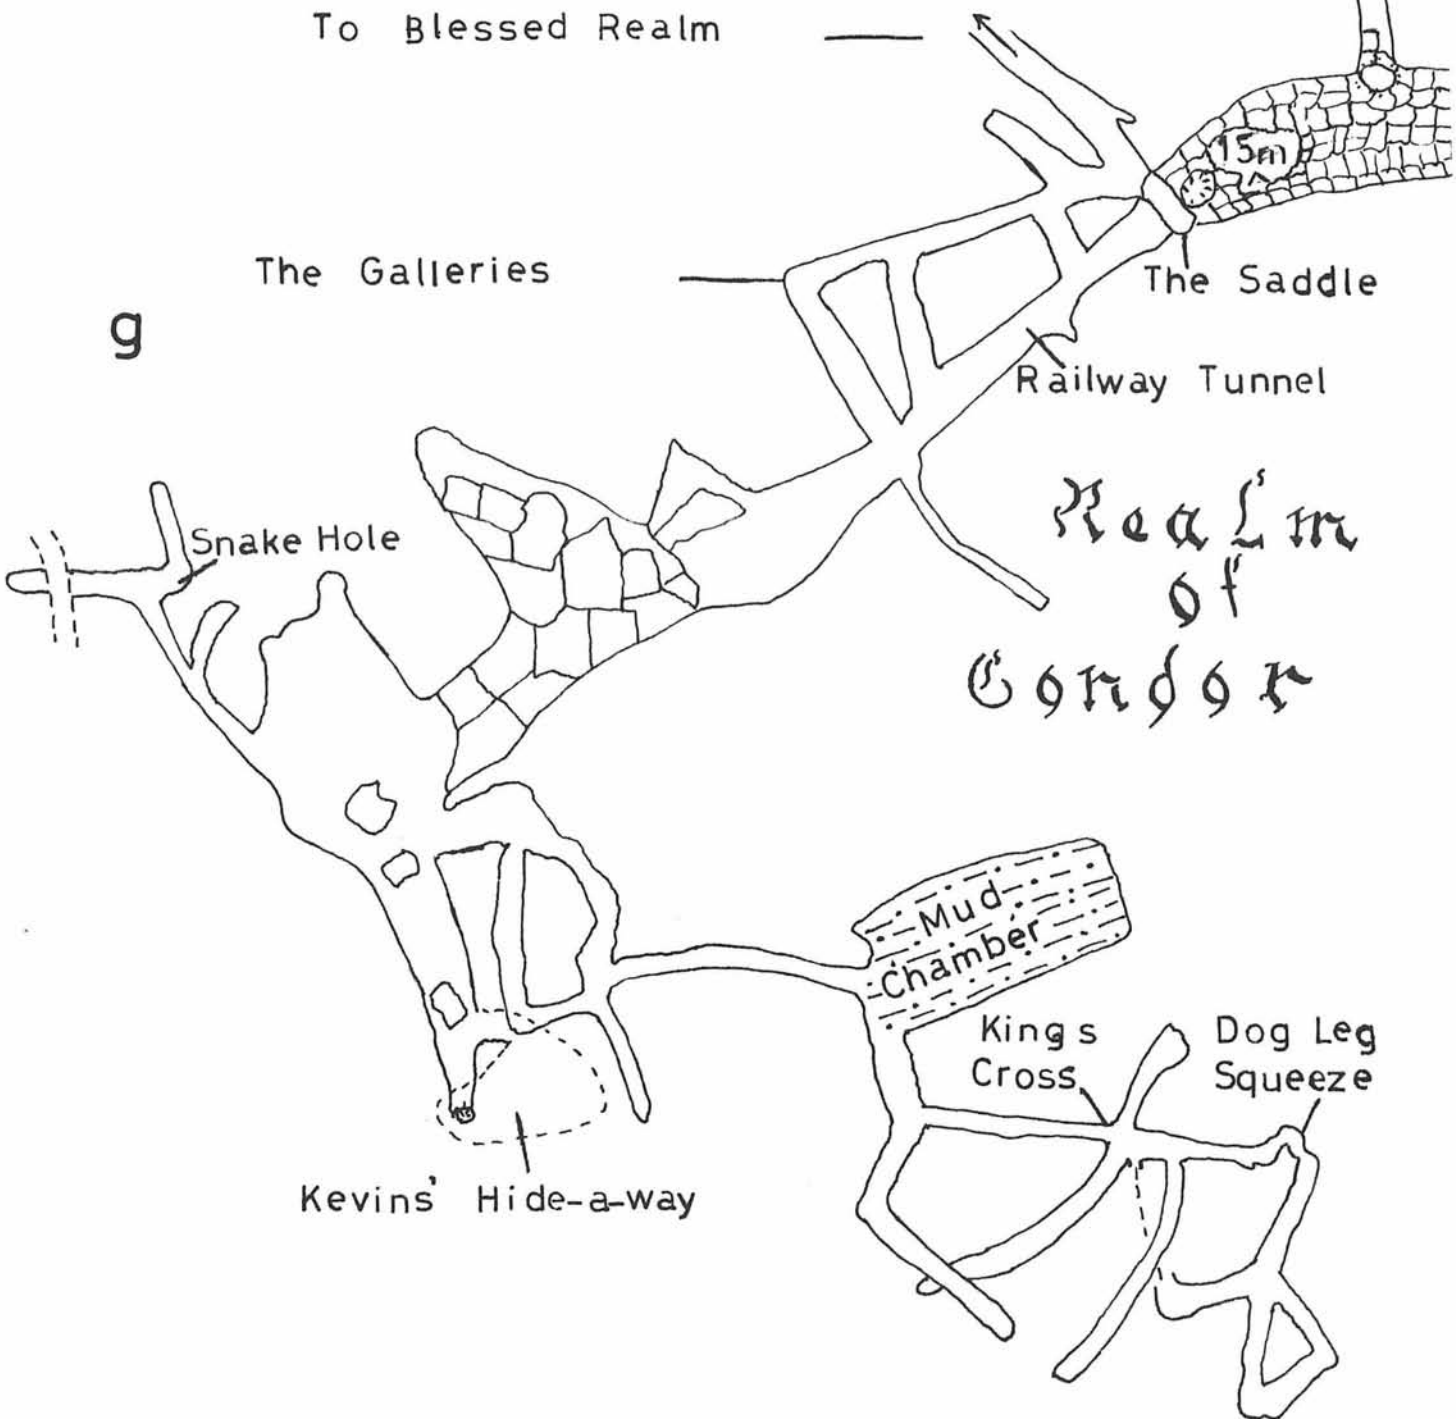 To Blessed Realm
15m
The Galleries
The Saddle
g
Railway Tunnel
Realm
of
Gondor
Snake Hole
Mud
Chamber
Kings
Cross
Dog Leg
Squeeze
Kevins' Hide-a-way